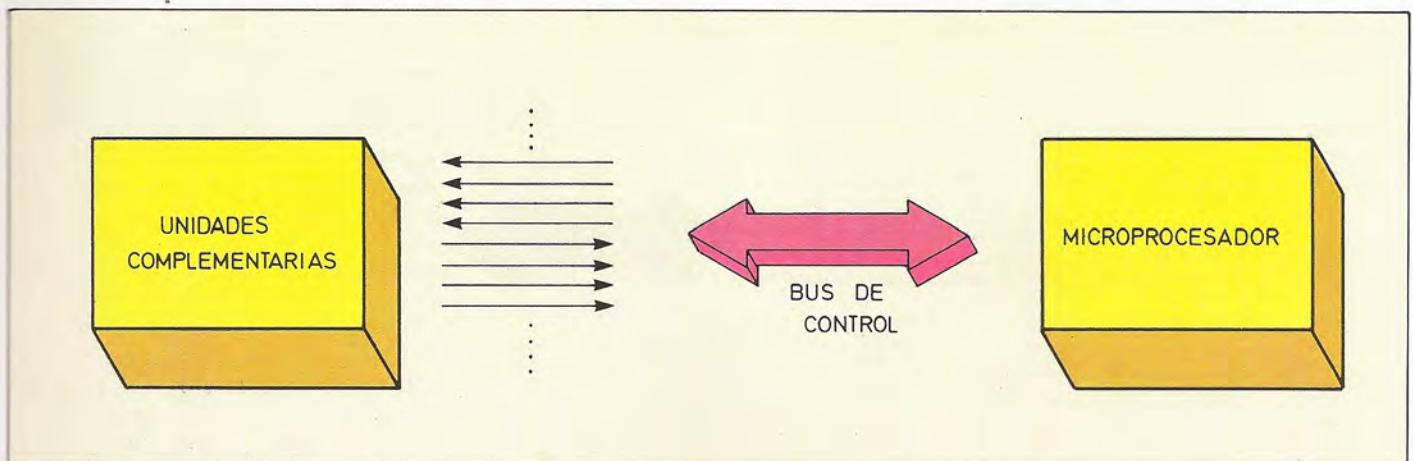 UNIDADES
COMPLEMENTARIAS
BUS DE
CONTROL
MICROPROCESADOR